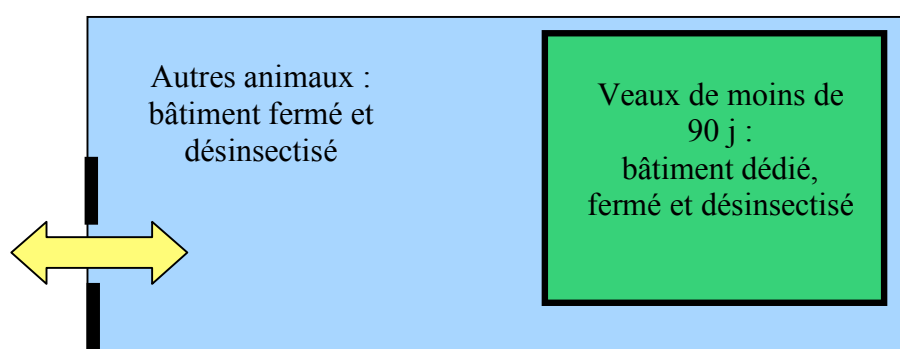 Autres animaux :
bâtiment fermé et
désinsectisé
Veaux de moins de
90 j :
bâtiment dédié,
fermé et désinsectisé